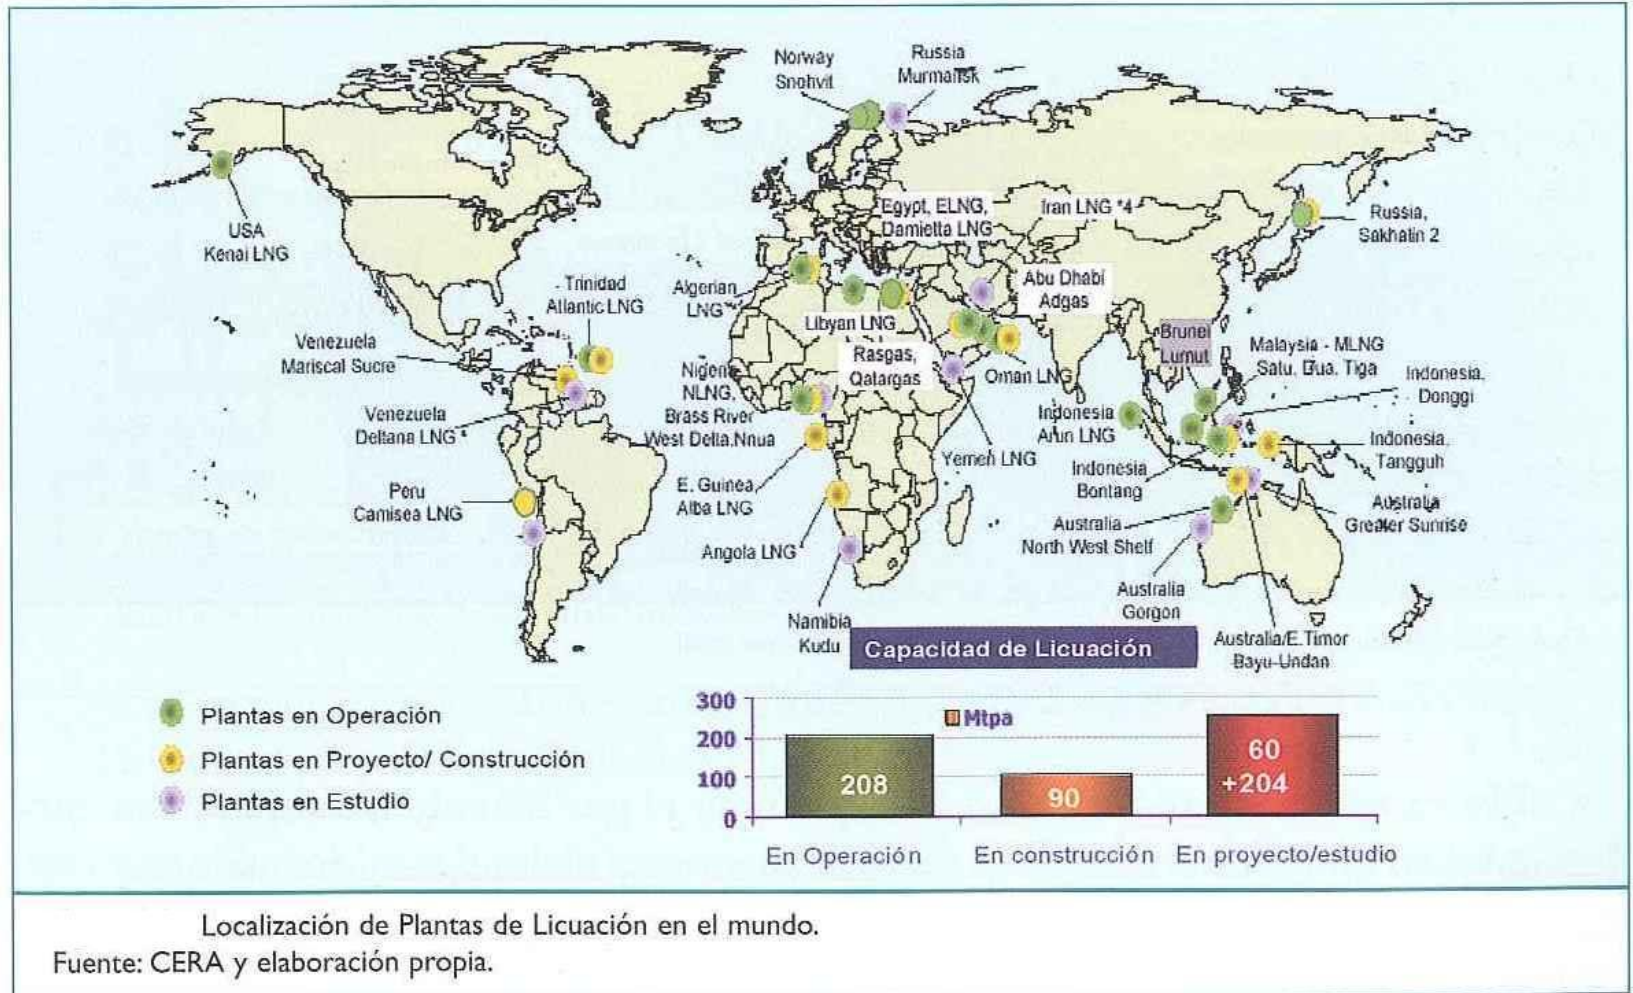 Norway
Snohvit
Russia
Murmansk
USA
Kenai LNG
Egypt, ELNG,
Damietta LNG
Iran LNG *4
Russia,
Sakhalin 2
Trinidad
Atlantic LNG
Algerian
LNG
Abu Dhabi
Adgas
Libyan LNG
Venezuela
Mariscal Sucre
Rasgas,
Qatargas
Oman LNG
Brunei
Lumut
Malaysia - MLNG
Satu, Dua, Tiga
Indonesia,
Donggi
Nigeria
NLNG,
Brass River
West Delta,Nnua
Venezuela
Deltana LNG
Indonesia
Arun LNG
Indonesia,
Tangguh
Yemen LNG
Indonesia
Bontang
Peru
Camisea LNG
E. Guinea,
Alba LNG
Australia
Greater Sunrise
Australia
North West Shelf
Angola LNG
Australia
Gorgon
Namibia
Kudu
Australia/E.Timor
Bayu-Undan
Capacidad de Licuación
Plantas en Operación
Plantas en Proyecto/ Construcción
Plantas en Estudio
Mtpa
300
200
100
0
208
90
60
+204
En Operación
En construcción
En proyecto/estudio
Localización de Plantas de Licuación en el mundo.
Fuente: CERA y elaboración propia.